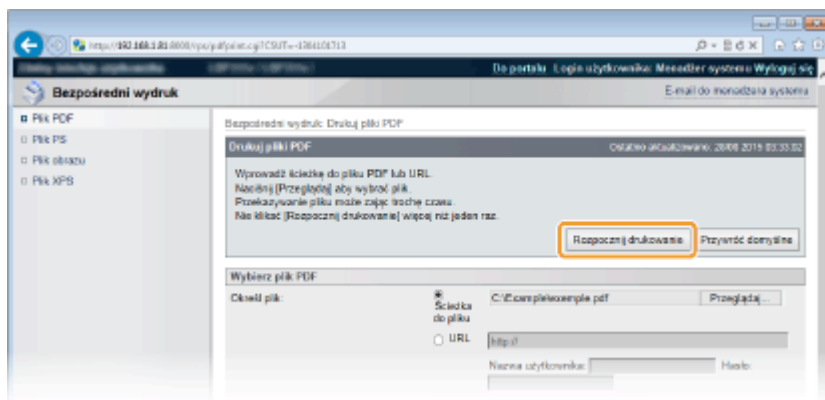 Do portalu Login użytkownika: Menedżer systemu Wyloguj się
Bezpośredni wydruk
E-mail do menadżera systemu
Plik PDF
Plik PS
Plik obrazu
Plik XPS
Bezpośredni wydruk: Drukuj pliki PDF
Drukuj pliki PDF
Ostatnio aktualizowano: 2015 03:33:02
Wprowadź ścieżkę do pliku PDF lub URL.
Naciśnij [Przeglądaj] aby wybrać plik.
Przekazywanie pliku może zająć trochę czasu.
Nie klikać [Rozpocznij drukowanie] więcej niż jeden raz.
Rozpocznij drukowanie
Przywróć domyślne
Wybierz plik PDF
Określ plik:
Ścieżka do pliku
C:\Example\example.pdf
Przeglądaj...
URL
http://
Nazwa użytkownika:
Hasło: